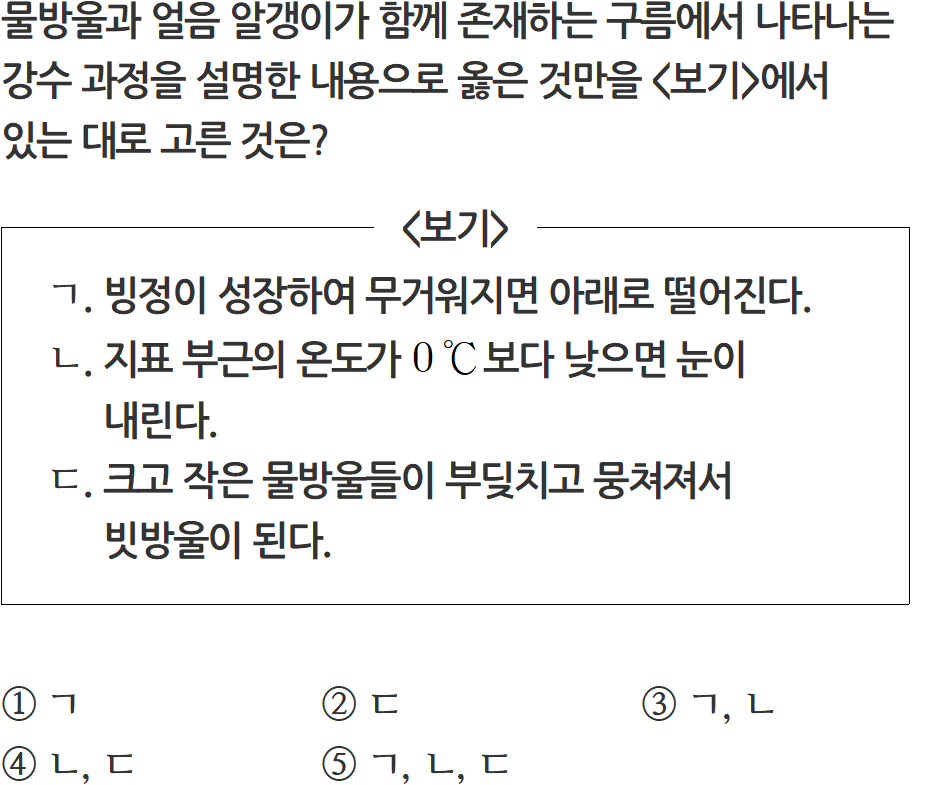 물방울과 얼음 알갱이가 함께 존재하는 구름에서 나타나는
강수 과정을 설명한 내용으로 옳은 것만을 <보기>에서
있는 대로 고른 것은?
<보기>
ㄱ. 빙정이 성장하여 무거워지면 아래로 떨어진다.
ㄴ. 지표 부근의 온도가 0 ℃보다 낮으면 눈이
내린다.
ㄷ. 크고 작은 물방울들이 부딪치고 뭉쳐져서
빗방울이 된다.
① ㄱ ② ㄷ ③ ㄱ, ㄴ
④ ㄴ, ㄷ ⑤ ㄱ, ㄴ, ㄷ